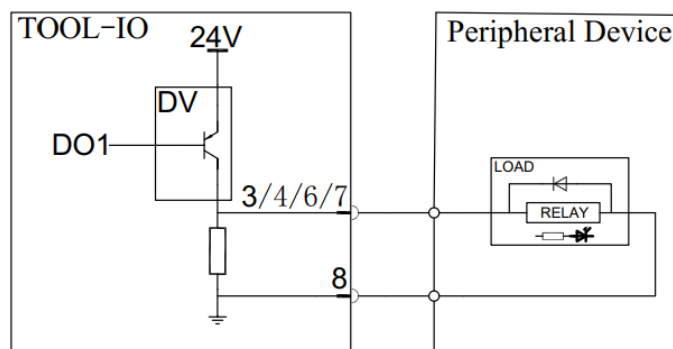 TOOL-IO
Peripheral Device
24V
DV
DO1
3/4/6/7
LOAD
RELAY
8